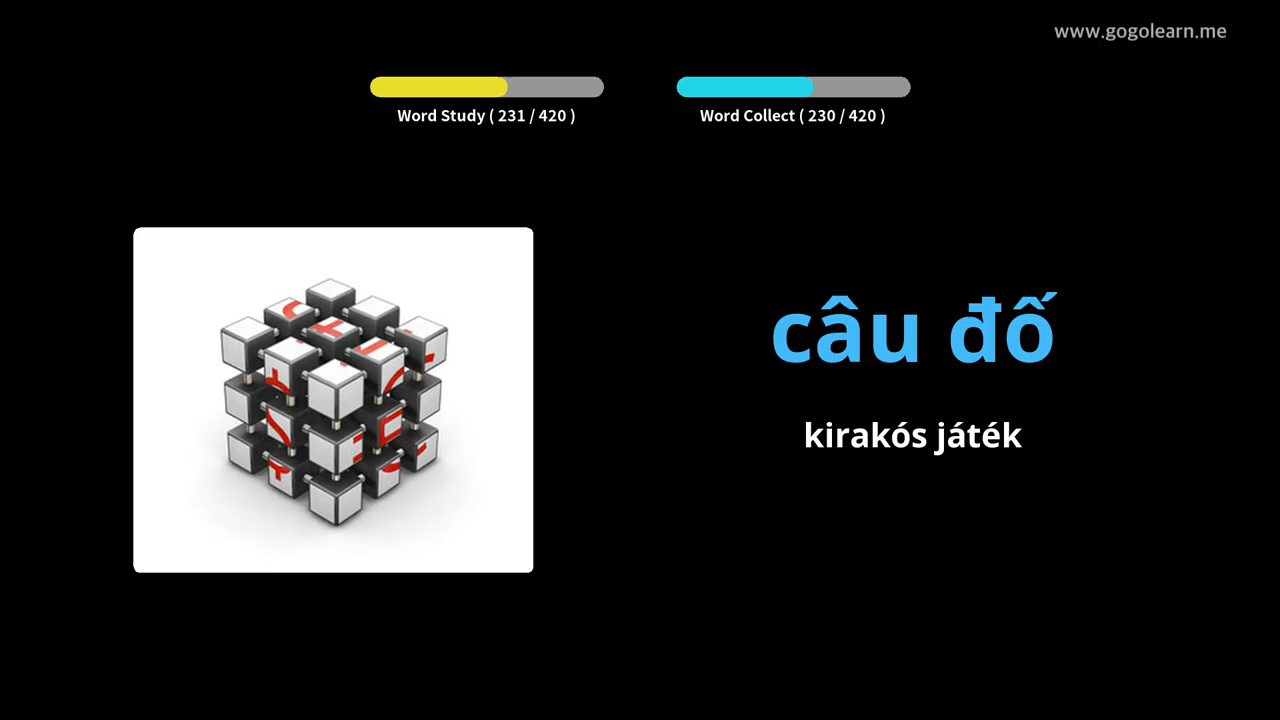 www.gogolearn.me
Word Study ( 231 / 420 )
Word Collect ( 230 / 420 )
câu đố
kirakós játék